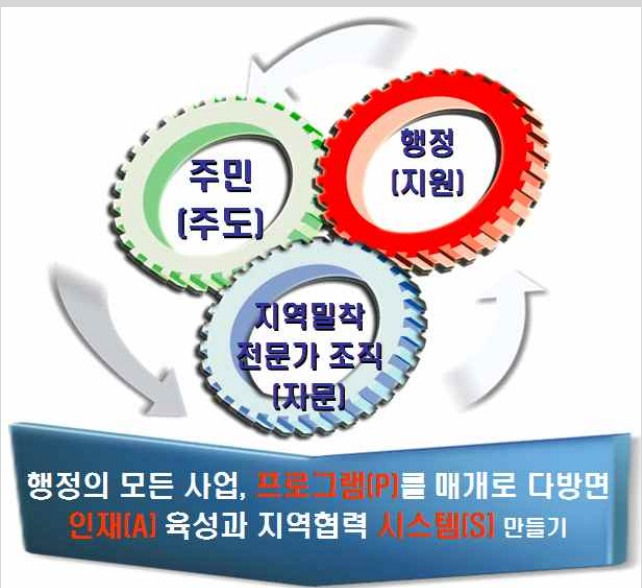 주민
(주도)
행정
(지원)
지역밀착
전문가 조직
(자문)
행정의 모든 사업, 프로그램(P)를 매개로 다방면
인재(A) 육성과 지역협력 시스템(S) 만들기